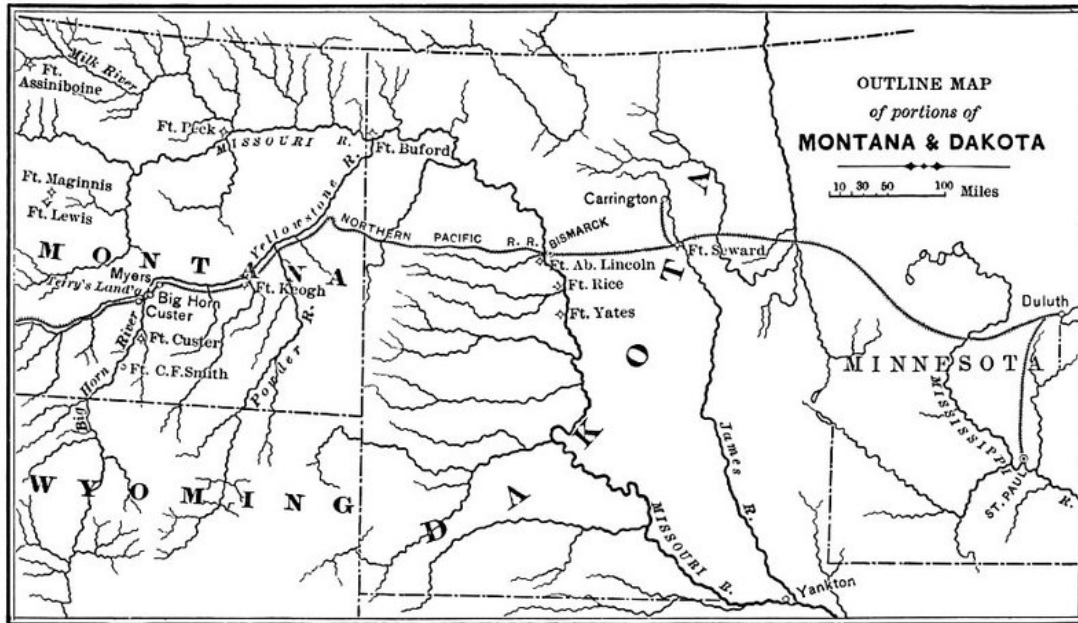 OUTLINE MAP
of portions of
MONTANA & DAKOTA
10 30 50 100 Miles
Milk River
Ft.
Assiniboine
Ft. Peck
MISSOURI R.
Ft. Buford
Ft. Maginnis
Ft. Lewis
Yellowstone R.
Carrington
NORTHERN PACIFIC R. R.
BISMARCK
Ft. Seward
MONTANA
Ft. Ab. Lincoln
Myers
Terry's Land'g
Ft. Keogh
Ft. Rice
Big Horn
Custer
Ft. Yates
Duluth
Ft. Custer
Big Horn River
Powder R.
Ft. C.F.Smith
MINNESOTA
MISSISSIPPI R.
WYOMING
DAKOTA
James R.
ST. PAUL
MISSOURI R.
Yankton